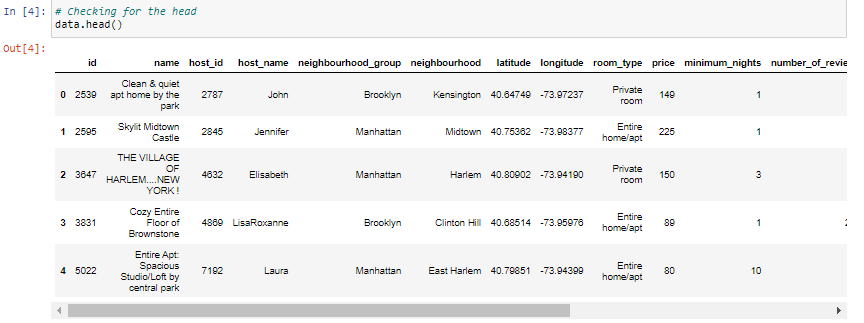 In [4]: # Checking for the head
data.head()
Out[4]:
id name host_id host_name neighbourhood_group neighbourhood latitude longitude room_type price minimum_nights number_of_revie
0 2539 Clean & quiet apt home by the park 2787 John Brooklyn Kensington 40.64749 -73.97237 Private room 149 1
1 2595 Skylit Midtown Castle 2845 Jennifer Manhattan Midtown 40.75362 -73.98377 Entire home/apt 225 1
2 3647 THE VILLAGE OF HARLEM....NEW YORK ! 4632 Elisabeth Manhattan Harlem 40.80902 -73.94190 Private room 150 3
3 3831 Cozy Entire Floor of Brownstone 4869 LisaRoxanne Brooklyn Clinton Hill 40.68514 -73.95976 Entire home/apt 89 1
4 5022 Entire Apt: Spacious Studio/Loft by central park 7192 Laura Manhattan East Harlem 40.79851 -73.94399 Entire home/apt 80 10